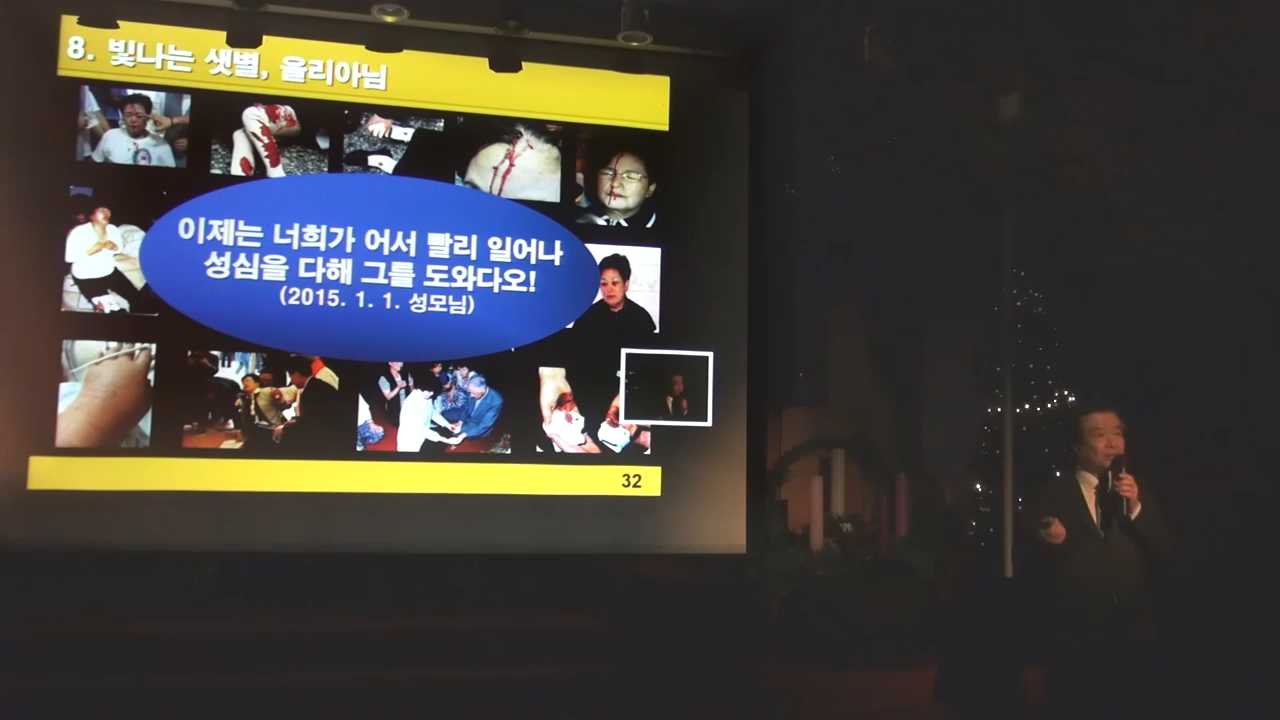 8. 빛나는 샛별, 율리아님
이제는 너희가 어서 빨리 일어나
성심을 다해 그를 도와다오!
(2015. 1. 1. 성모님)
32